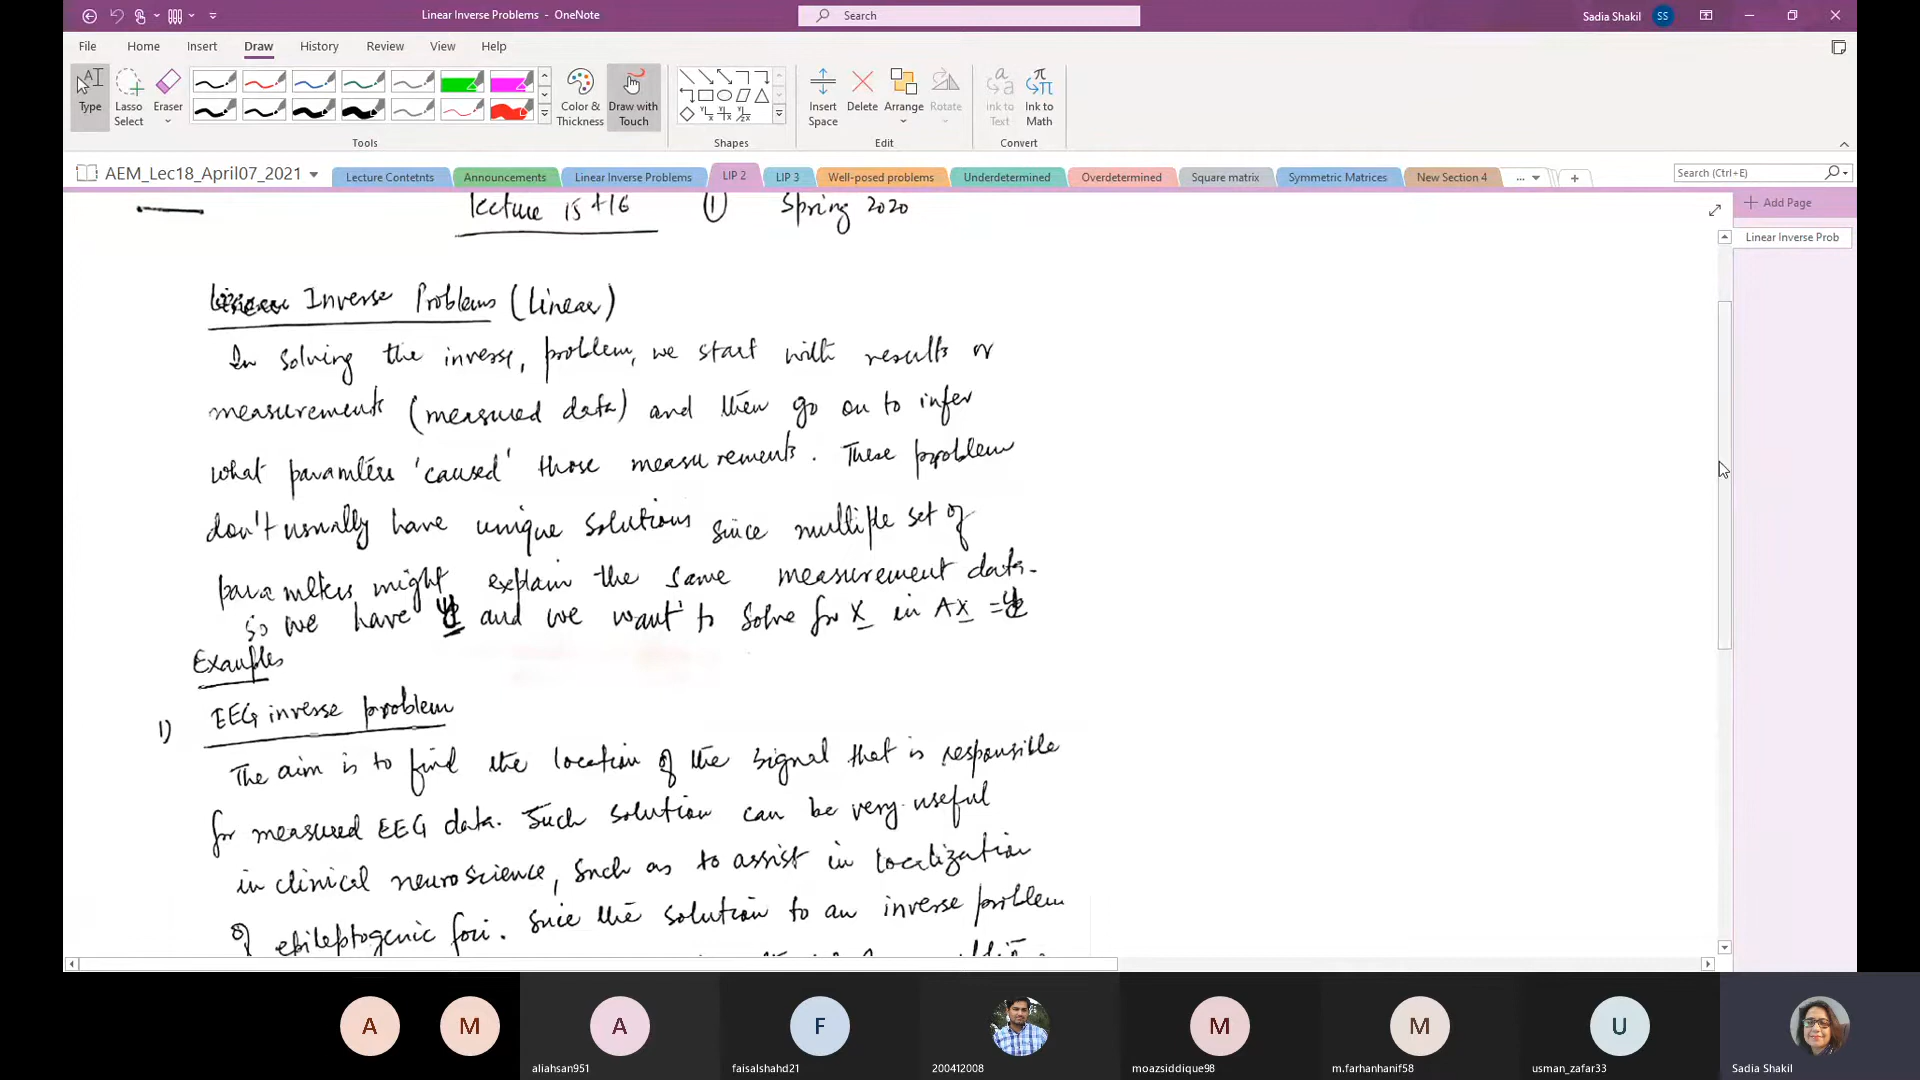 Linear Inverse Problems - OneNote
Search
Sadia Shakil
SS
File
Home
Insert
Draw
History
Review
View
Help
Type
Lasso
Select
Eraser
Color &
Thickness
Draw with
Touch
Insert
Space
Delete
Arrange
Rotate
Ink to
Text
Ink to
Math
Tools
Shapes
Edit
Convert
AEM_Lec18_April07_2021
Lecture Contetnts
Announcements
Linear Inverse Problems
LIP 2
LIP 3
Well-posed problems
Underdetermined
Overdetermined
Square matrix
Symmetric Matrices
New Section 4
...
Search (Ctrl+E)
Add Page
Linear Inverse Prob
Lecture 15 +16 ① Spring 2020
Inverse Problems (Linear)
In solving the inverse, problem, we start with results or
measurements (measured data) and then go on to infer
what paramters 'caused' those measurements. These problem
don't usually have unique solutions since multiple set of
paramters might explain the same measurement data.
So we have y and we want to solve for x in Ax = y
Examples
1) EEG inverse problem
The aim is to find the location of the signal that is responsible
for measured EEG data. Such solution can be very useful
in clinical neuroscience, such as to assist in localization
of epileptogenic foci. Since the solution to an inverse problem
A
M
A
F
M
M
U
aliahsan951
faisalshahd21
200412008
moazsiddique98
m.farhanhanif58
usman_zafar33
Sadia Shakil